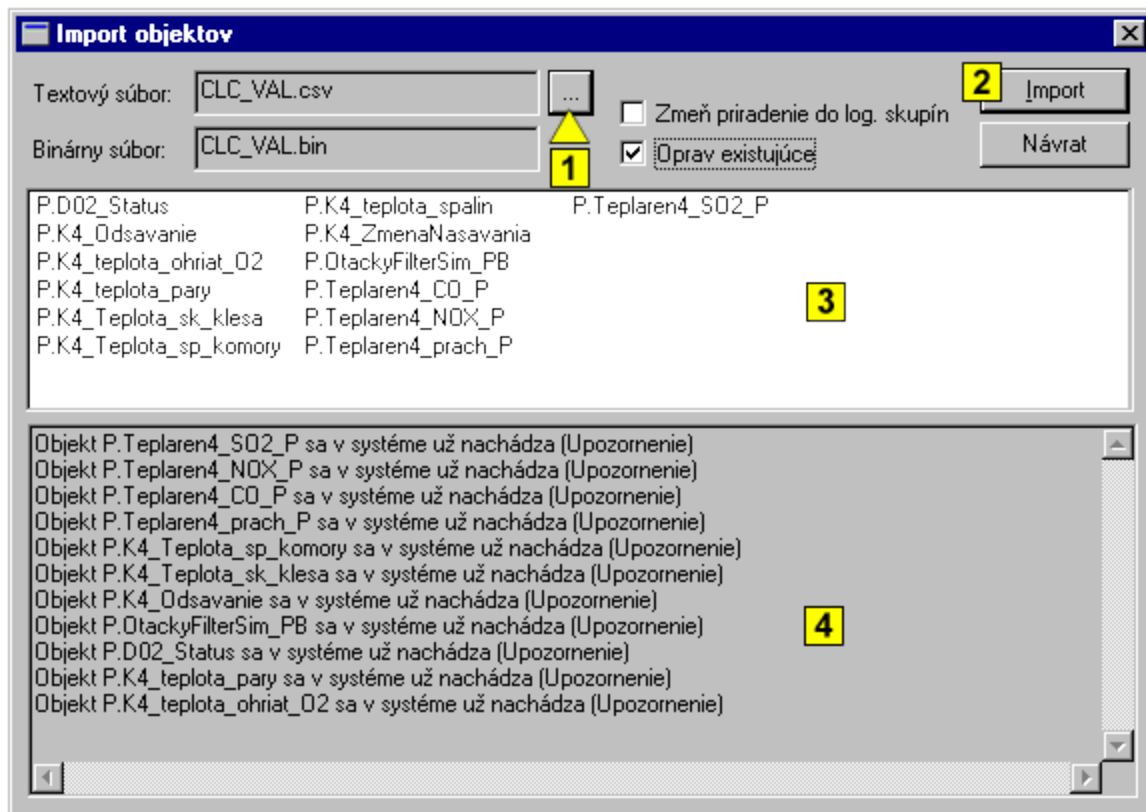 Import objektov
Textový súbor: CLC_VAL.csv ... 2 Import
Zmeň priradenie do log. skupín
Binárny súbor: CLC_VAL.bin 1 Oprav existujúce Návrat
P.D02_Status P.K4_teplota_spalin P.Teplaren4_SO2_P
P.K4_Odsavanie P.K4_ZmenaNasavania
P.K4_teplota_ohriat_O2 P.OtackyFilterSim_PB
P.K4_teplota_pary P.Teplaren4_CO_P 3
P.K4_Teplota_sk_klesa P.Teplaren4_NOX_P
P.K4_Teplota_sp_komory P.Teplaren4_prach_P
Objekt P.Teplaren4_SO2_P sa v systéme už nachádza (Upozornenie)
Objekt P.Teplaren4_NOX_P sa v systéme už nachádza (Upozornenie)
Objekt P.Teplaren4_CO_P sa v systéme už nachádza (Upozornenie)
Objekt P.Teplaren4_prach_P sa v systéme už nachádza (Upozornenie)
Objekt P.K4_Teplota_sp_komory sa v systéme už nachádza (Upozornenie)
Objekt P.K4_Teplota_sk_klesa sa v systéme už nachádza (Upozornenie)
Objekt P.K4_Odsavanie sa v systéme už nachádza (Upozornenie)
Objekt P.OtackyFilterSim_PB sa v systéme už nachádza (Upozornenie) 4
Objekt P.D02_Status sa v systéme už nachádza (Upozornenie)
Objekt P.K4_teplota_pary sa v systéme už nachádza (Upozornenie)
Objekt P.K4_teplota_ohriat_O2 sa v systéme už nachádza (Upozornenie)